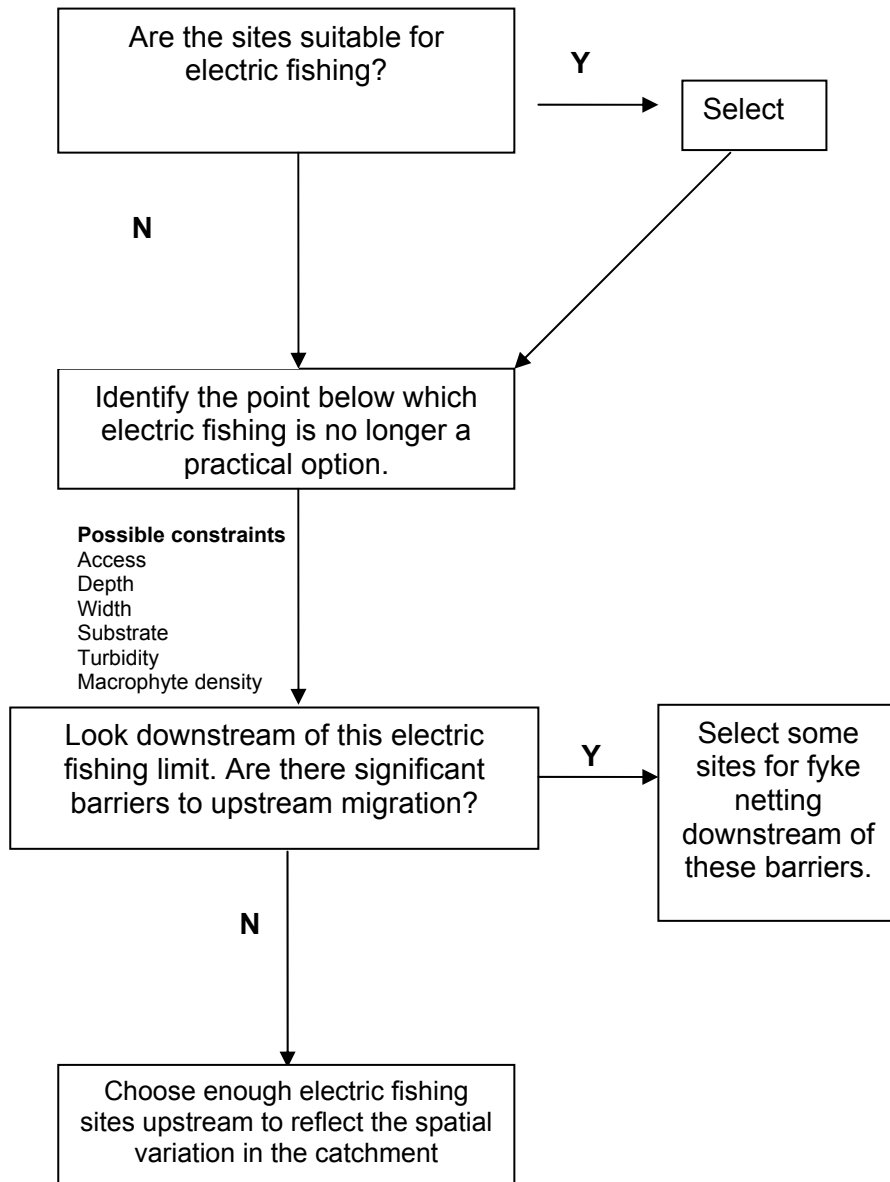 Are the sites suitable for
electric fishing?
Y
Select
N
Identify the point below which
electric fishing is no longer a
practical option.
Possible constraints
Access
Depth
Width
Substrate
Turbidity
Macrophyte density
Look downstream of this electric
fishing limit. Are there significant
barriers to upstream migration?
Y
Select some
sites for fyke
netting
downstream of
these barriers.
N
Choose enough electric fishing
sites upstream to reflect the spatial
variation in the catchment